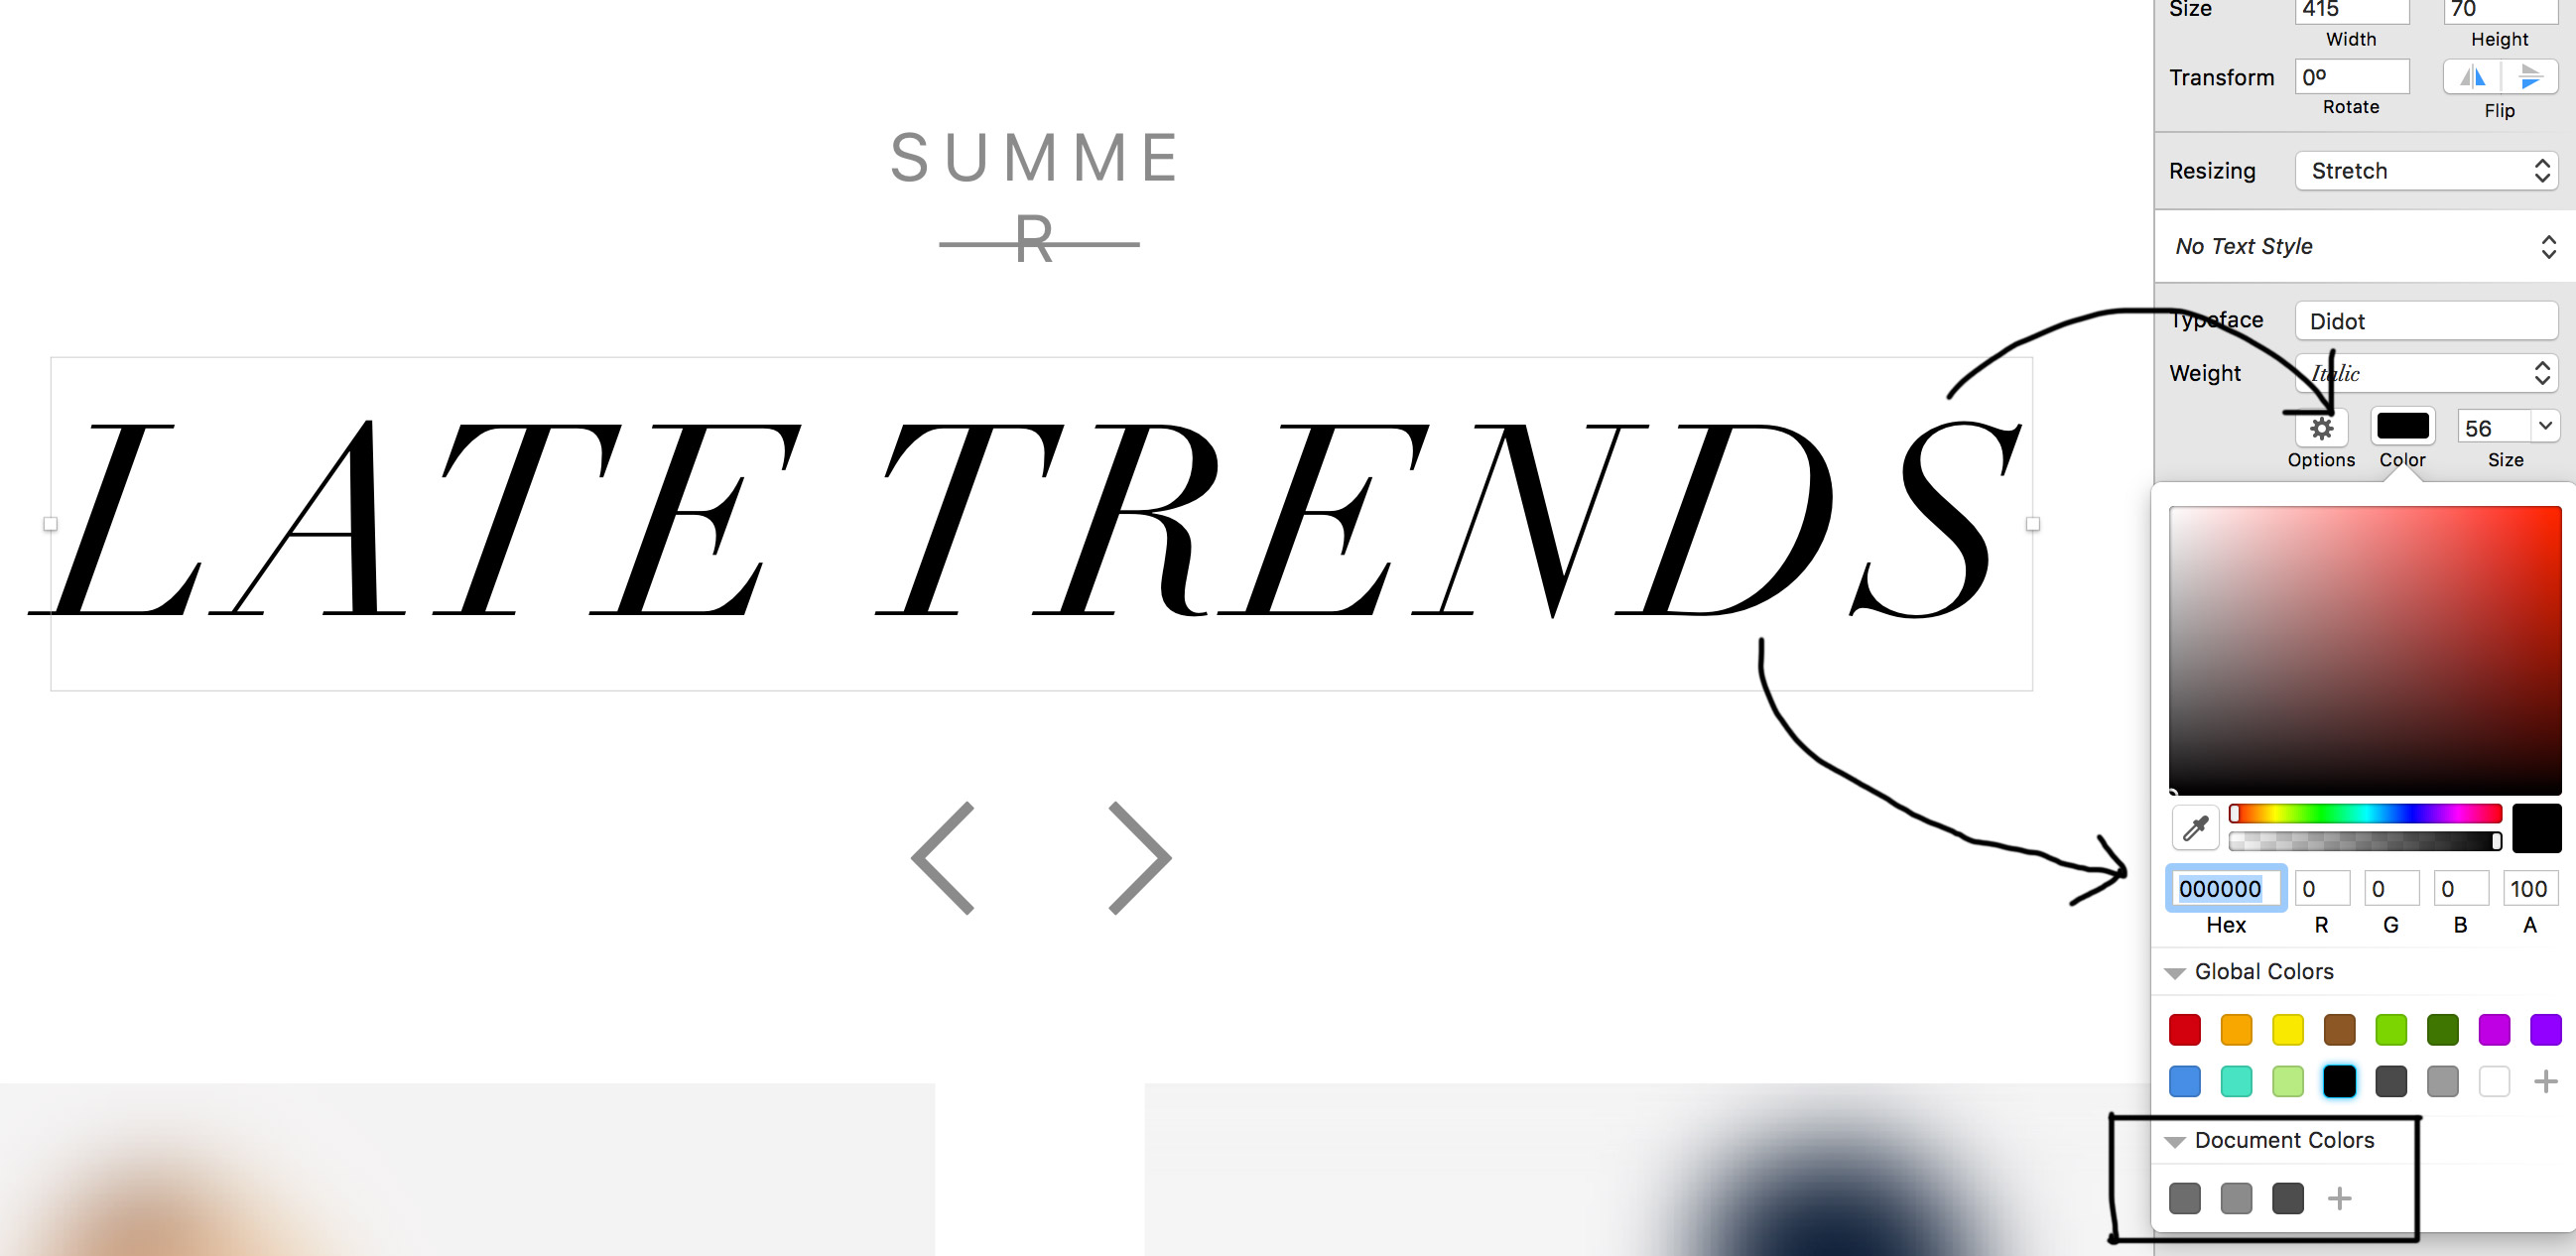 Size 415 70
Width Height
Transform 0º
Rotate Flip
SUMME
R
Resizing Stretch
No Text Style
Typeface Didot
Weight Italic
56
Options Color Size
LATE TRENDS
000000 0 0 0 100
Hex R G B A
Global Colors
Document Colors